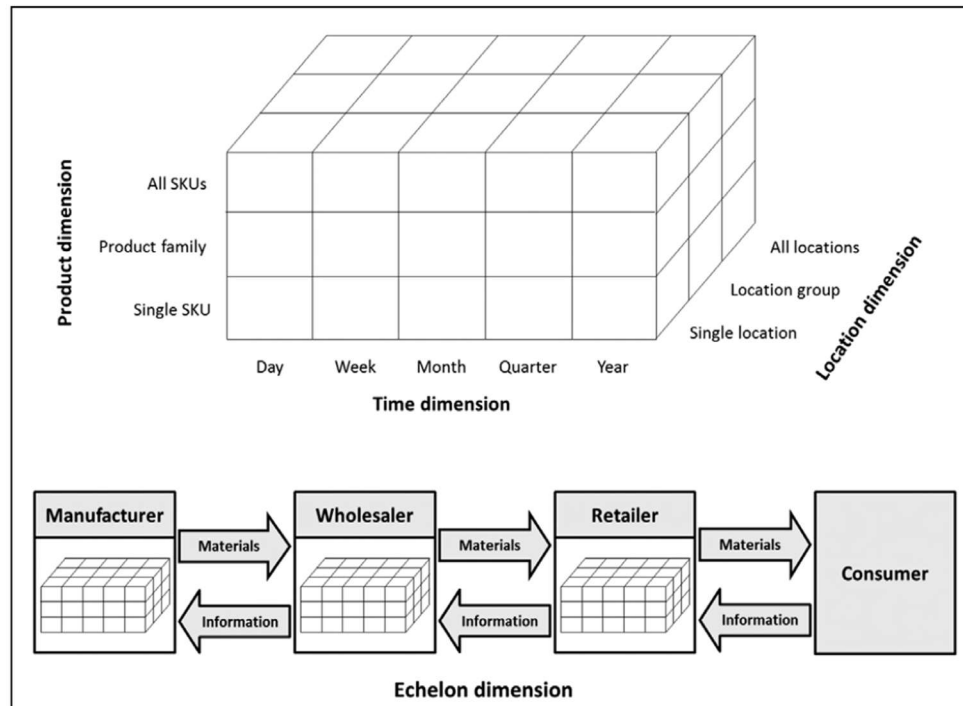 Product dimension
All SKUs
Product family
Single SKU
All locations
Location group
Single location
Location dimension
Day Week Month Quarter Year
Time dimension
Manufacturer Wholesaler Retailer
Materials Materials Materials
Consumer
Information Information Information
Echelon dimension